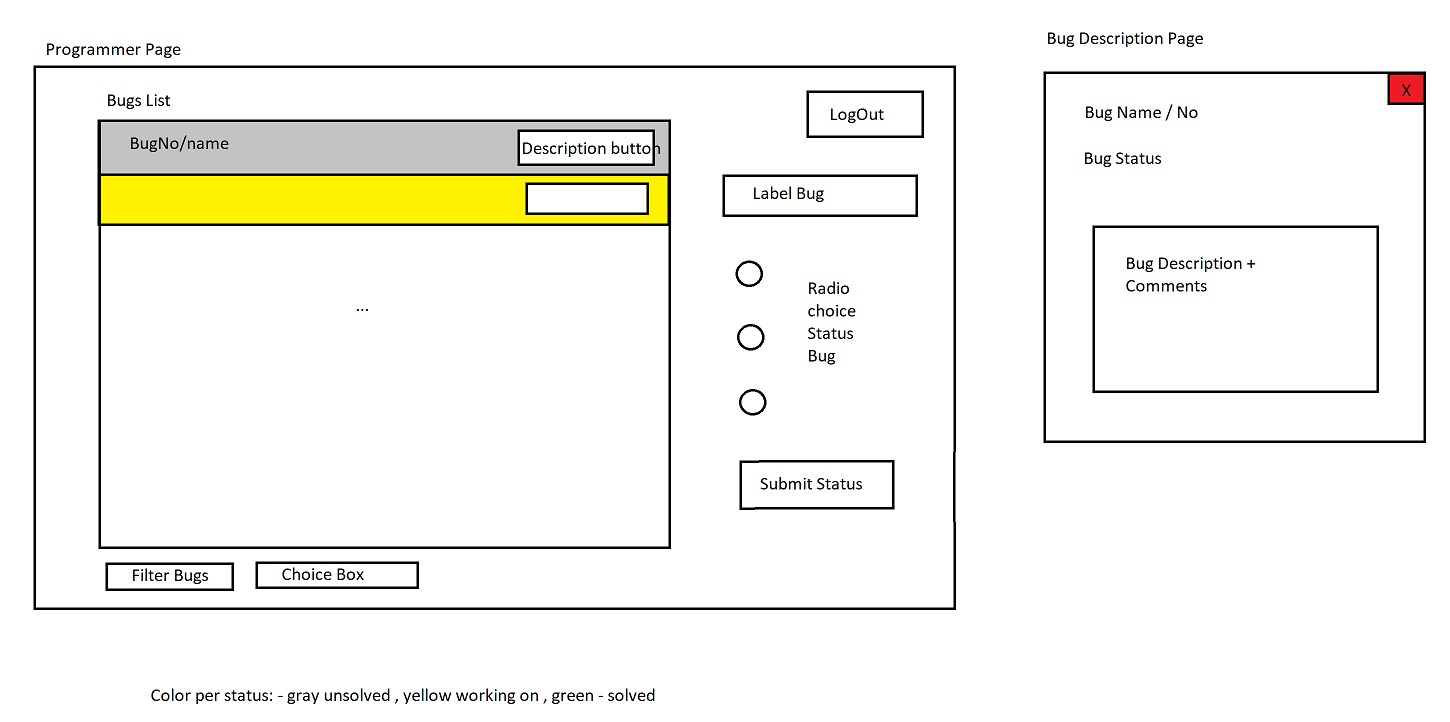 Programmer Page
Bugs List
BugNo/name
Description button
...
Filter Bugs
Choice Box
LogOut
Label Bug
Radio
choice
Status
Bug
Submit Status
Bug Description Page
X
Bug Name / No
Bug Status
Bug Description +
Comments
Color per status: - gray unsolved , yellow working on , green - solved